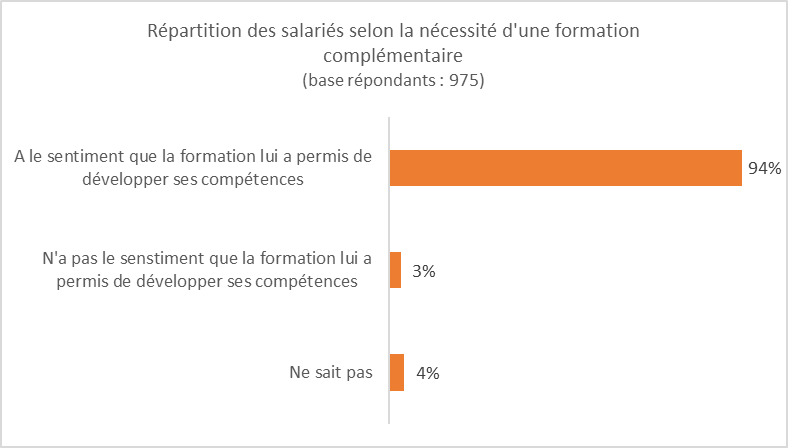 Répartition des salariés selon la nécessité d'une formation
complémentaire
(base répondants : 975)
A le sentiment que la formation lui a permis de
développer ses compétences
94%
N'a pas le senstiment que la formation lui a
permis de développer ses compétences
3%
Ne sait pas
4%